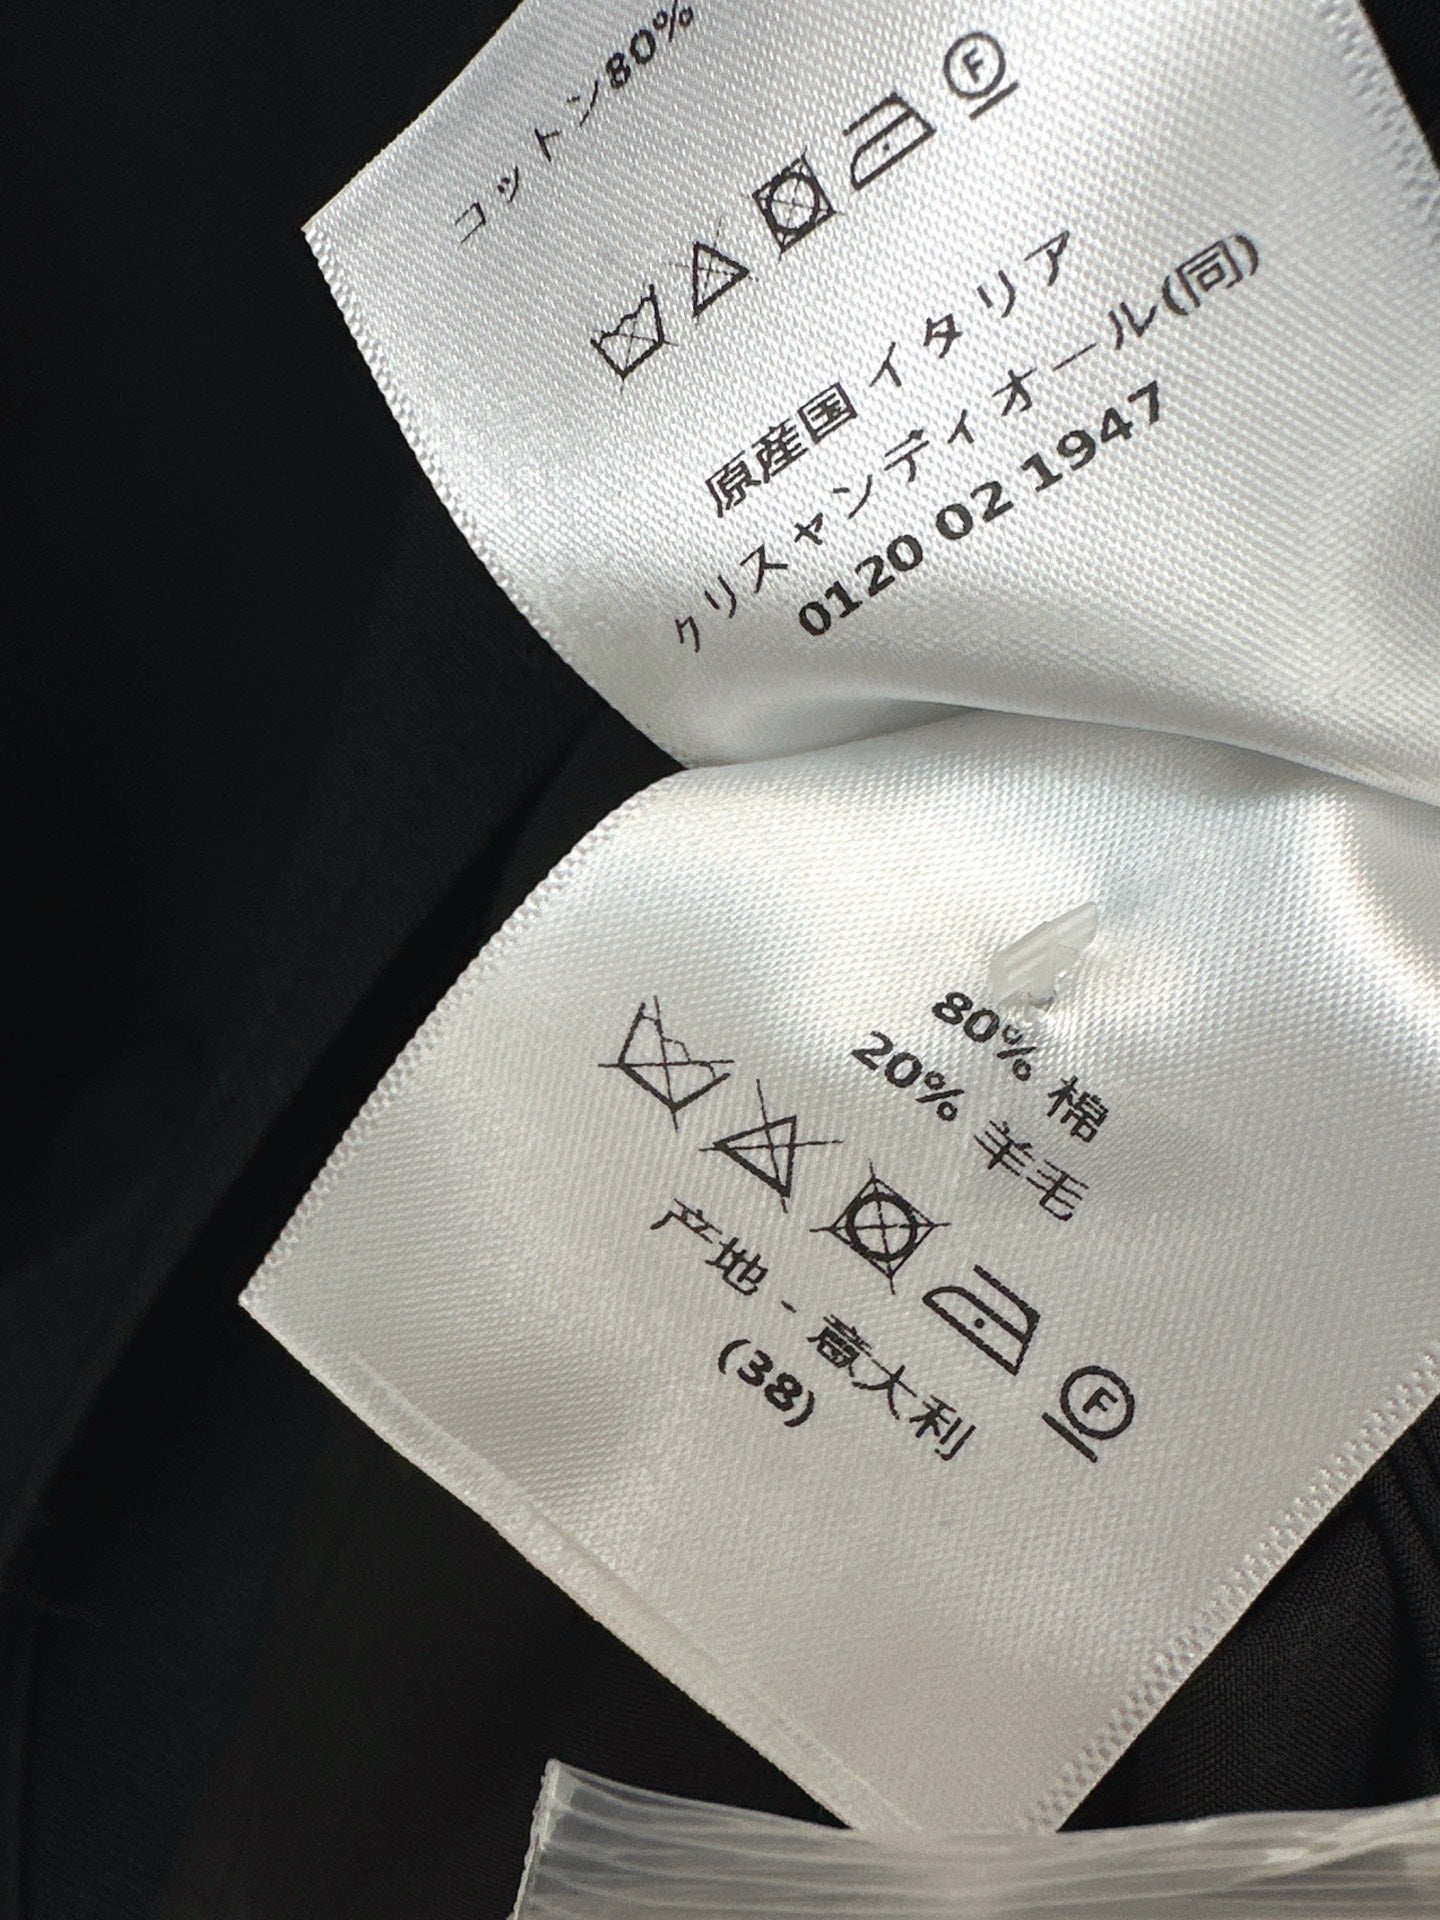 コットン80%
F
原産国 イタリア
クリスャンディオール(同)
0120 02 1947
80% 棉
20% 羊毛
F
产地 - 意大利
(38)